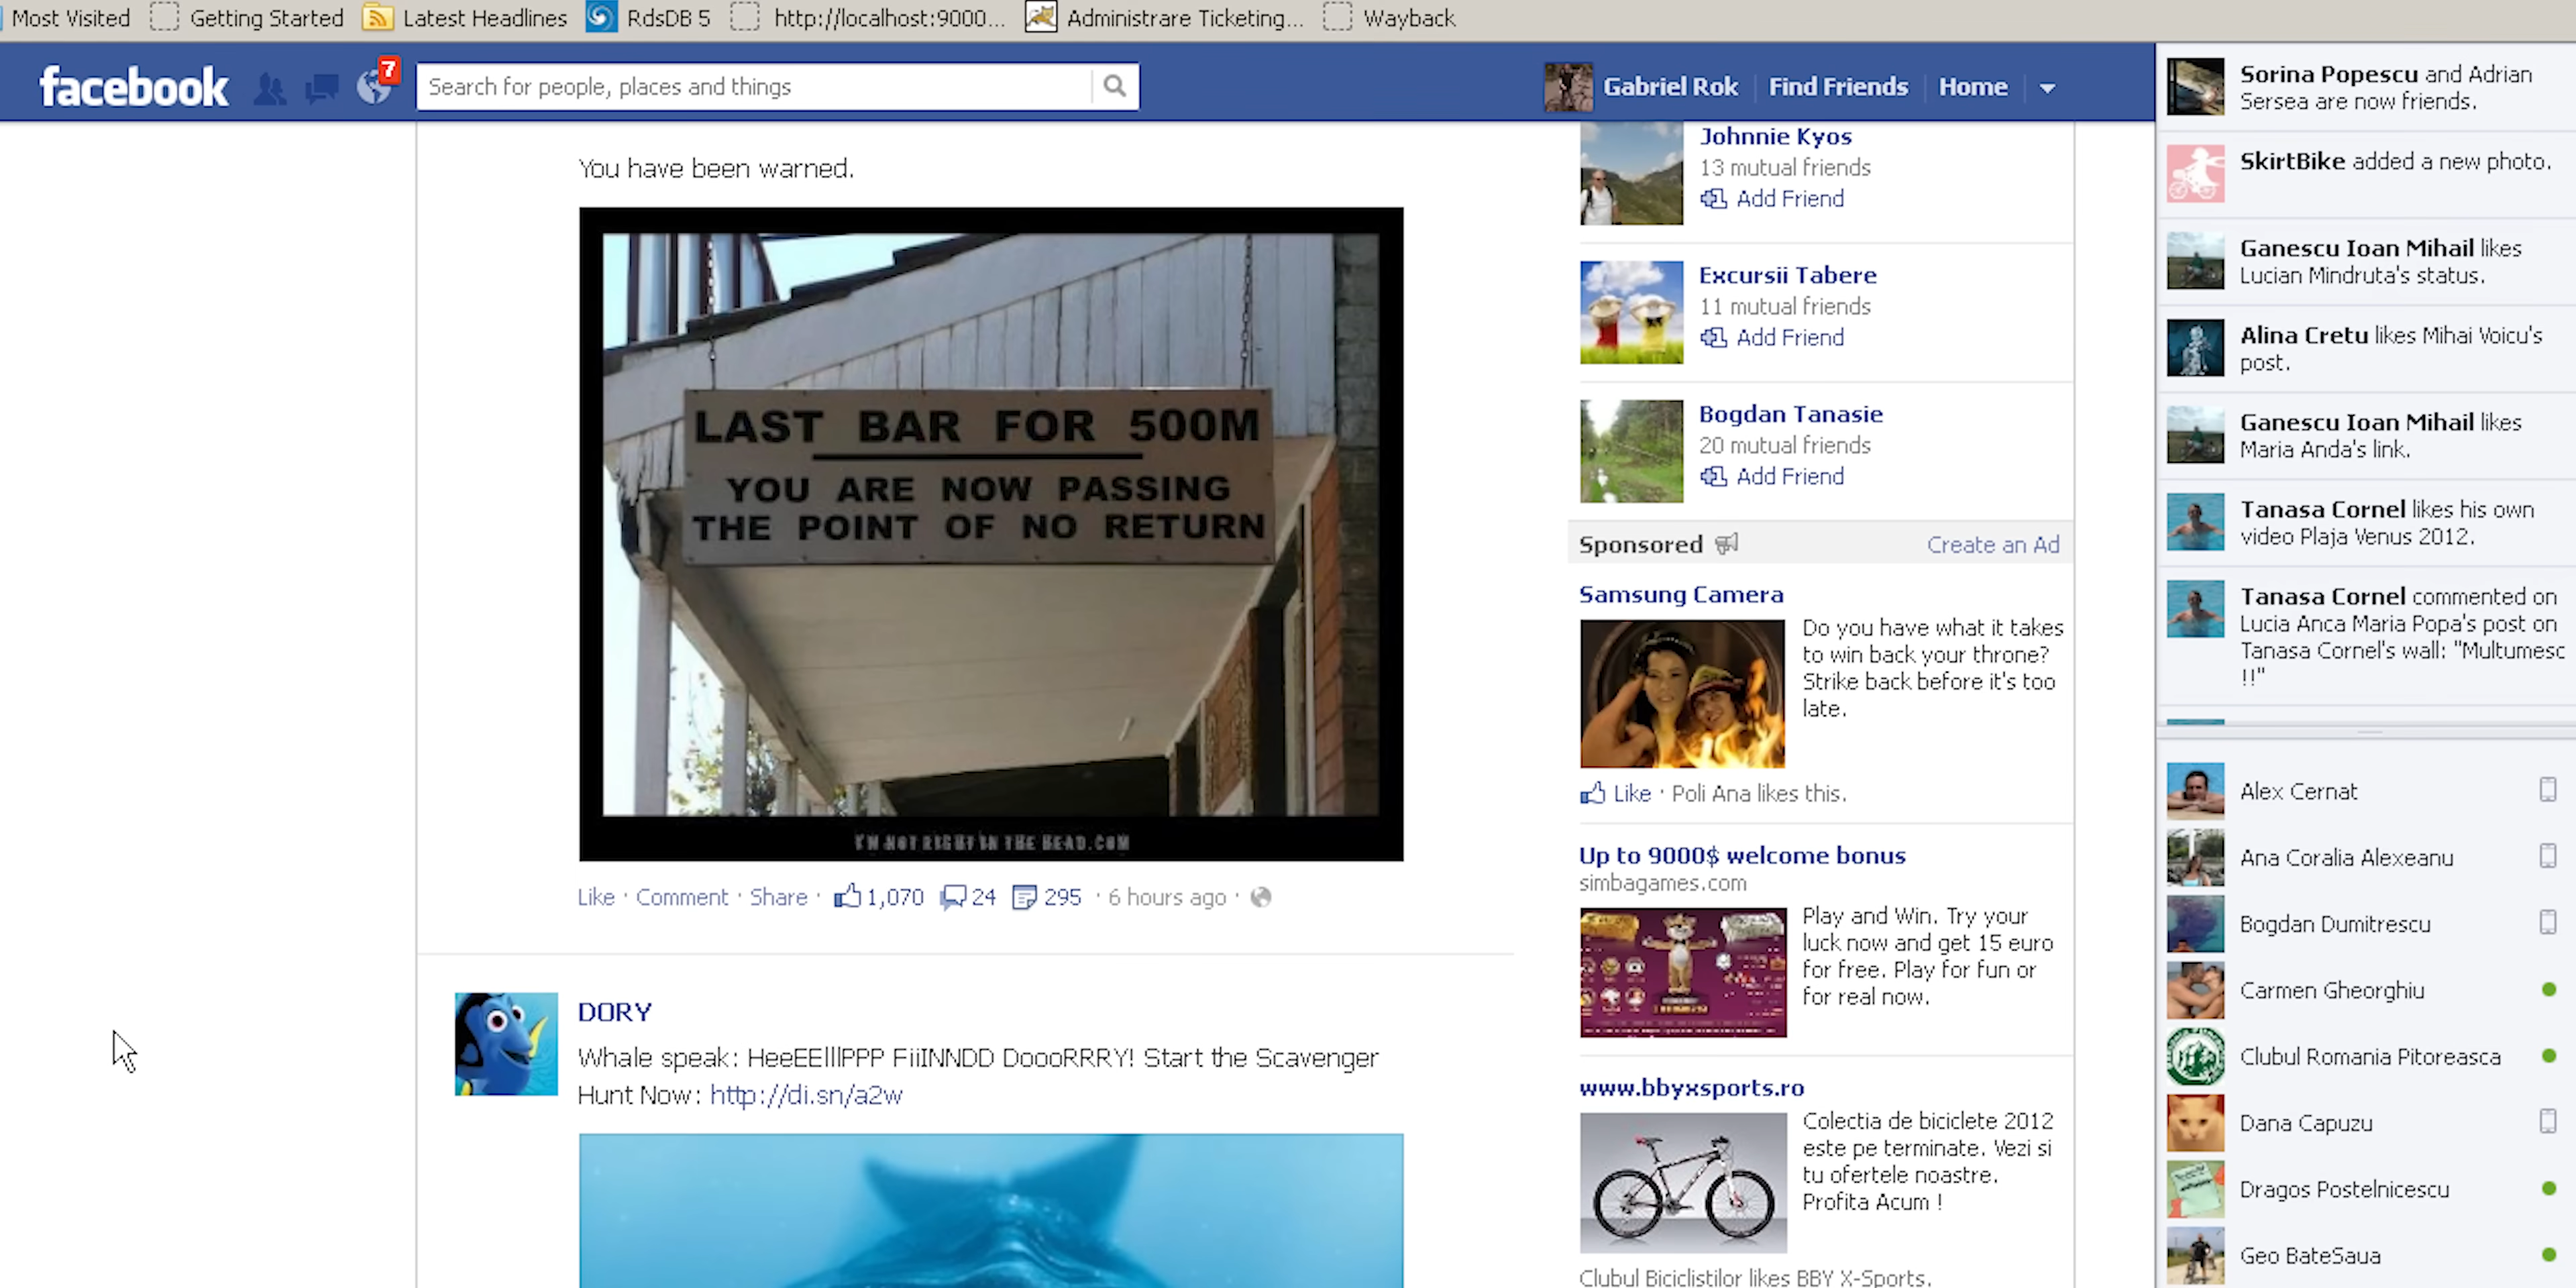 Most Visited Getting Started Latest Headlines RdsDB 5 http://localhost:9000... Administrare Ticketing... Wayback
facebook 7 Search for people, places and things Gabriel Rok Find Friends Home
You have been warned.
LAST BAR FOR 500M
YOU ARE NOW PASSING
THE POINT OF NO RETURN
I'M NOT RIGHT IN THE HEAD.COM
Like · Comment · Share · 1,070 24 295 · 6 hours ago ·
DORY
Whale speak: HeeEElllPPP FiiINNDD DoooRRRY! Start the Scavenger
Hunt Now: http://di.sn/a2w
Johnnie Kyos
13 mutual friends
Add Friend
Excursii Tabere
11 mutual friends
Add Friend
Bogdan Tanasie
20 mutual friends
Add Friend
Sponsored Create an Ad
Samsung Camera
Do you have what it takes
to win back your throne?
Strike back before it's too
late.
Like · Poli Ana likes this.
Up to 9000$ welcome bonus
simbagames.com
Play and Win. Try your
luck now and get 15 euro
for free. Play for fun or
for real now.
www.bbyxsports.ro
Colectia de biciclete 2012
este pe terminate. Vezi si
tu ofertele noastre.
Profita Acum !
Clubul Biciclistilor likes BBY X-Sports.
Sorina Popescu and Adrian
Sersea are now friends.
SkirtBike added a new photo.
Ganescu Ioan Mihail likes
Lucian Mindruta's status.
Alina Cretu likes Mihai Voicu's
post.
Ganescu Ioan Mihail likes
Maria Anda's link.
Tanasa Cornel likes his own
video Plaja Venus 2012.
Tanasa Cornel commented on
Lucia Anca Maria Popa's post on
Tanasa Cornel's wall: "Multumesc
!!"
Alex Cernat
Ana Coralia Alexeanu
Bogdan Dumitrescu
Carmen Gheorghiu
Clubul Romania Pitoreasca
Dana Capuzu
Dragos Postelnicescu
Geo BateSaua